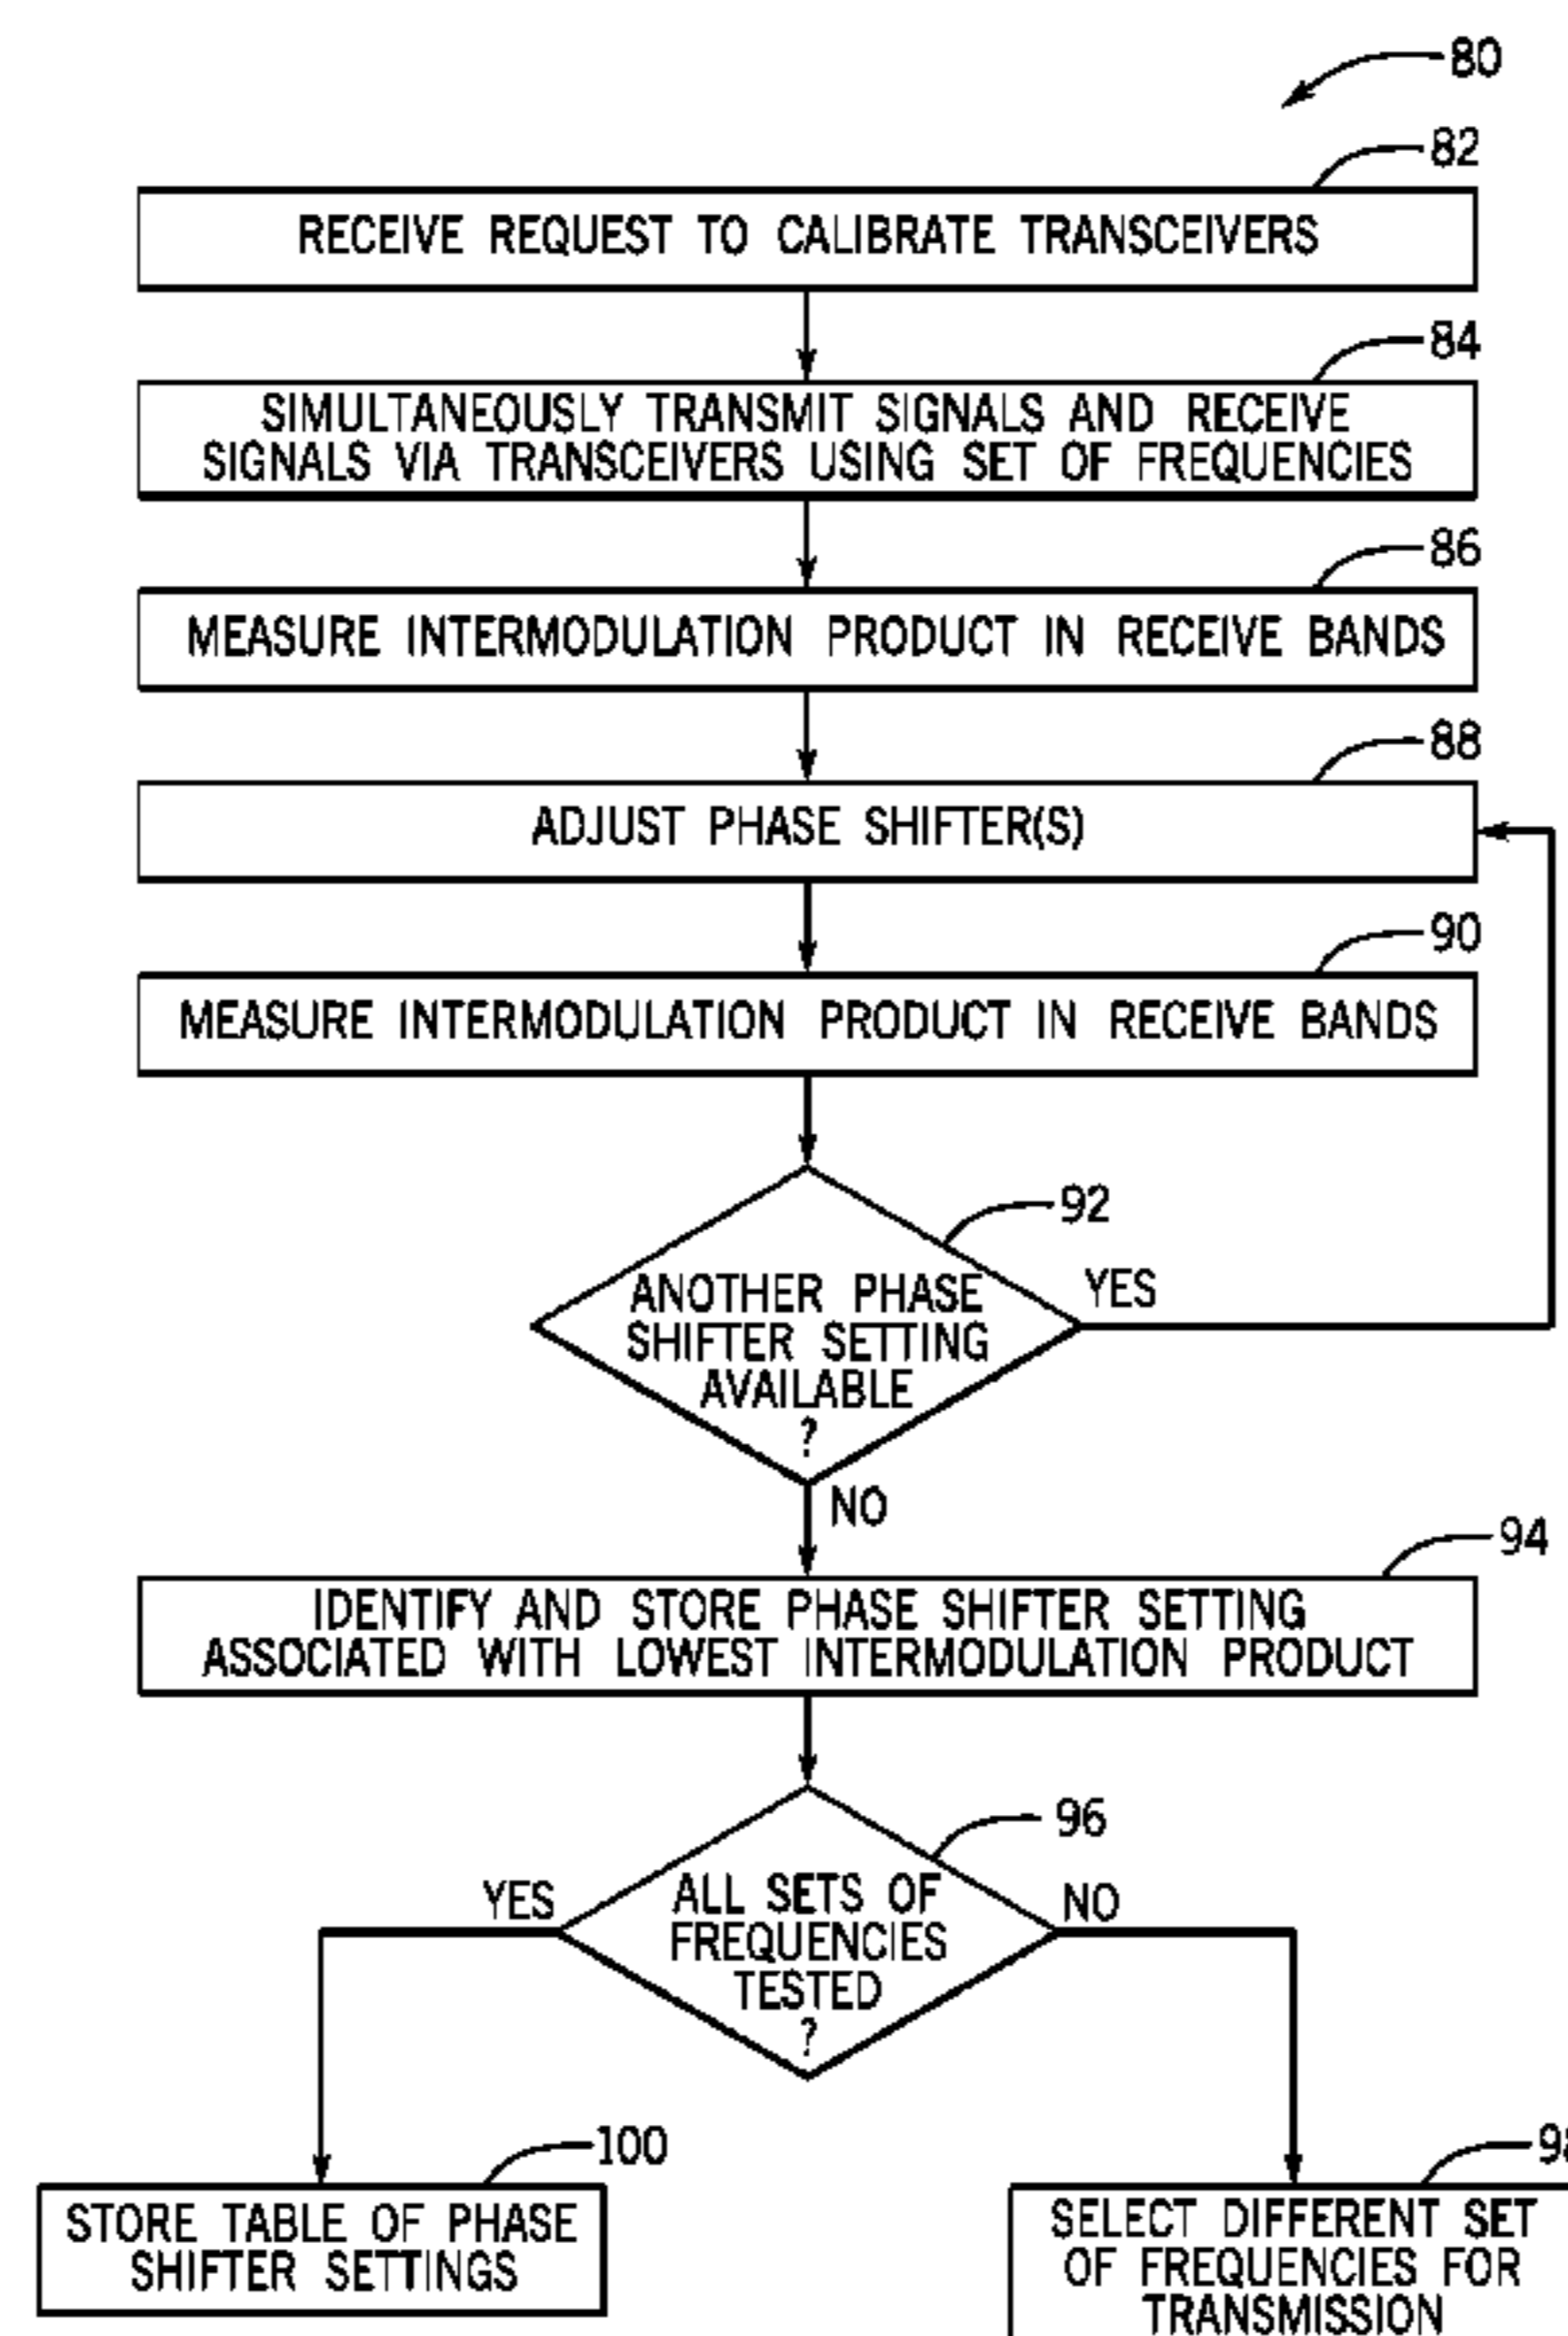 80
82
RECEIVE REQUEST TO CALIBRATE TRANSCEIVERS
84
SIMULTANEOUSLY TRANSMIT SIGNALS AND RECEIVE
SIGNALS VIA TRANSCEIVERS USING SET OF FREQUENCIES
86
MEASURE INTERMODULATION PRODUCT IN RECEIVE BANDS
88
ADJUST PHASE SHIFTER(S)
90
MEASURE INTERMODULATION PRODUCT IN RECEIVE BANDS
92
ANOTHER PHASE
SHIFTER SETTING
AVAILABLE
?
YES
NO
94
IDENTIFY AND STORE PHASE SHIFTER SETTING
ASSOCIATED WITH LOWEST INTERMODULATION PRODUCT
96
ALL SETS OF
FREQUENCIES
TESTED
?
YES
NO
100
STORE TABLE OF PHASE
SHIFTER SETTINGS
SELECT DIFFERENT SET
OF FREQUENCIES FOR
TRANSMISSION